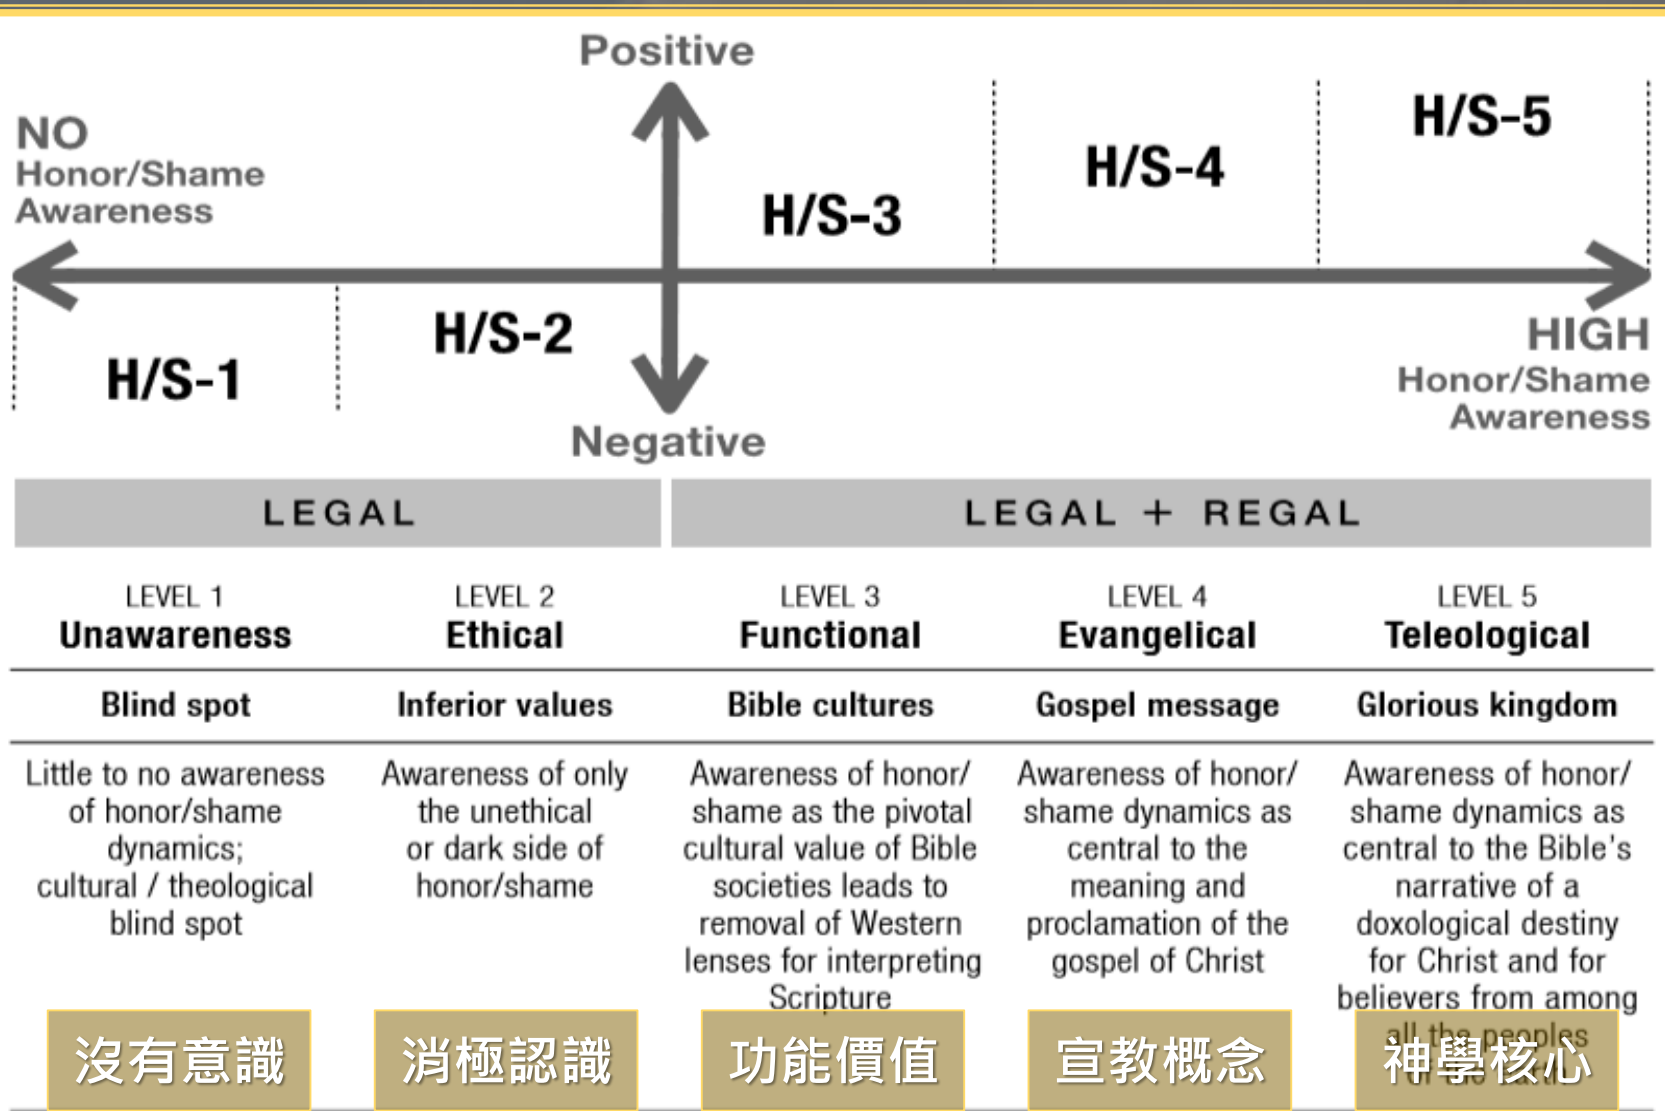 Positive
NO
Honor/Shame
Awareness
H/S-5
H/S-4
H/S-3
H/S-2
H/S-1
HIGH
Honor/Shame
Awareness
Negative
LEGAL
LEGAL + REGAL
LEVEL 1
Unawareness
Blind spot
Little to no awareness
of honor/shame
dynamics;
cultural / theological
blind spot
沒有意識
LEVEL 2
Ethical
Inferior values
Awareness of only
the unethical
or dark side of
honor/shame
消極認識
LEVEL 3
Functional
Bible cultures
Awareness of honor/
shame as the pivotal
cultural value of Bible
societies leads to
removal of Western
lenses for interpreting
Scripture
功能價值
LEVEL 4
Evangelical
Gospel message
Awareness of honor/
shame dynamics as
central to the
meaning and
proclamation of the
gospel of Christ
宣教概念
LEVEL 5
Teleological
Glorious kingdom
Awareness of honor/
shame dynamics as
central to the Bible's
narrative of a
doxological destiny
for Christ and for
believers from among
all the peoples
神學核心